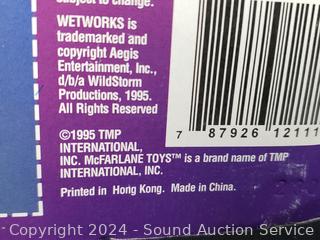 subject to change.
WETWORKS is
trademarked and
copyright Aegis
Entertainment, Inc.,
d/b/a WildStorm
Productions, 1995.
All Rights Reserved
©1995 TMP
INTERNATIONAL,
INC. McFARLANE TOYS™ is a brand name of TMP
INTERNATIONAL, INC.
Printed in Hong Kong. Made in China.
7 87926 12111
Copyright 2024 - Sound Auction Service